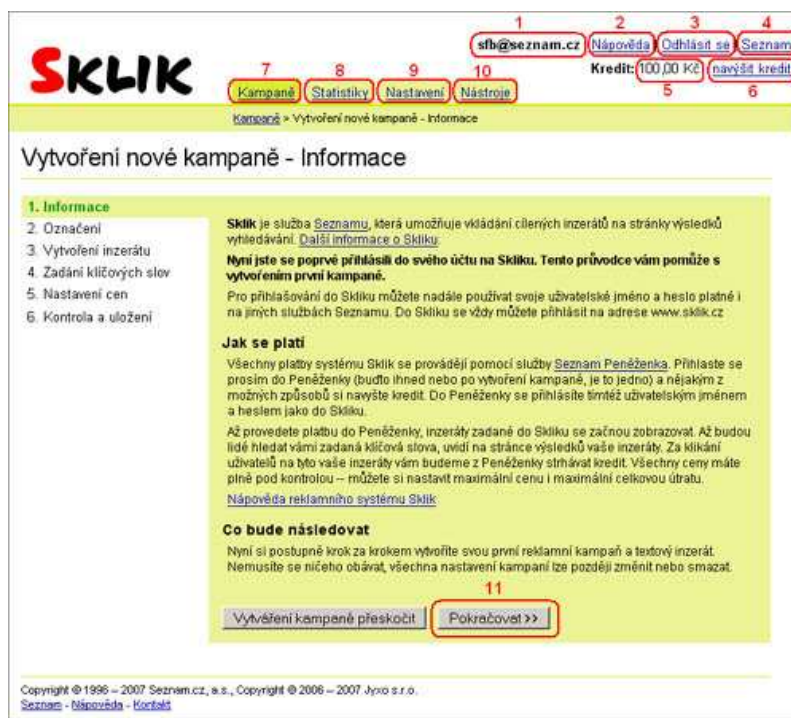 1 2 3 4
sfb@seznam.cz Nápověda Odhlásit se Seznam
SKLIK
Kredit: 100,00 Kč navýšit kredit
7 8 9 10 5 6
Kampaně Statistiky Nastavení Nástroje
Kampaně > Vytvoření nové kampaně - Informace
Vytvoření nové kampaně - Informace
1. Informace
2. Označení
3. Vytvoření inzerátu
4. Zadání klíčových slov
5. Nastavení cen
6. Kontrola a uložení
Sklik je služba Seznamu, která umožňuje vkládání cílených inzerátů na stránky výsledků
vyhledávání. Další informace o Skliku.
Nyní jste se poprvé přihlásili do svého účtu na Skliku. Tento průvodce vám pomůže s
vytvořením první kampaně.
Pro přihlašování do Skliku můžete nadále používat svoje uživatelské jméno a heslo platné i
na jiných službách Seznamu. Do Skliku se vždy můžete přihlásit na adrese www.sklik.cz
Jak se platí
Všechny platby systému Sklik se provádějí pomocí služby Seznam Peněženka. Přihlaste se
prosím do Peněženky (buďto ihned nebo po vytvoření kampaně, je to jedno) a nějakým z
možných způsobů si navyšte kredit. Do Peněženky se přihlásíte tímtéž uživatelským jménem
a heslem jako do Skliku.
Až provedete platbu do Peněženky, inzeráty zadané do Skliku se začnou zobrazovat. Až budou
lidé hledat vámi zadaná klíčová slova, uvidí na stránce výsledků vaše inzeráty. Za klikání
uživatelů na tyto vaše inzeráty vám budeme z Peněženky strhávat kredit. Všechny ceny máte
plně pod kontrolou – můžete si nastavit maximální cenu i maximální celkovou útratu.
Nápověda reklamního systému Sklik
Co bude následovat
Nyní si postupně krok za krokem vytvoříte svou první reklamní kampaň a textový inzerát.
Nemusíte se ničeho obávat, všechna nastavení kampaní lze později změnit nebo smazat.
11
Vytváření kampaně přeskočit Pokračovat >>
Copyright © 1996 – 2007 Seznam.cz, a.s., Copyright © 2006 – 2007 Jyxo s.r.o.
Seznam - Nápověda - Kontakt